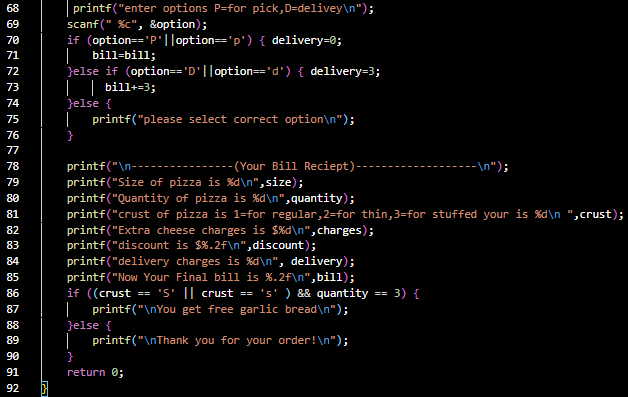 68 printf("enter options P=for pick,D=delivey\n");
69 scanf(" %c", &option);
70 if (option=='P'||option=='p') { delivery=0;
71 bill=bill;
72 }else if (option=='D'||option=='d') { delivery=3;
73 bill+=3;
74 }else {
75 printf("please select correct option\n");
76 }
77
78 printf("\n----------------(Your Bill Reciept)-------------------\n");
79 printf("Size of pizza is %d\n",size);
80 printf("Quantity of pizza is %d\n",quantity);
81 printf("crust of pizza is 1=for regular,2=for thin,3=for stuffed your is %d\n ",crust);
82 printf("Extra cheese charges is $%d\n",charges);
83 printf("discount is $%.2f\n",discount);
84 printf("delivery charges is %d\n", delivery);
85 printf("Now Your Final bill is %.2f\n",bill);
86 if ((crust == 'S' || crust == 's' ) && quantity == 3) {
87 printf("\nYou get free garlic bread\n");
88 }else {
89 printf("\nThank you for your order!\n");
90 }
91 return 0;
92 }